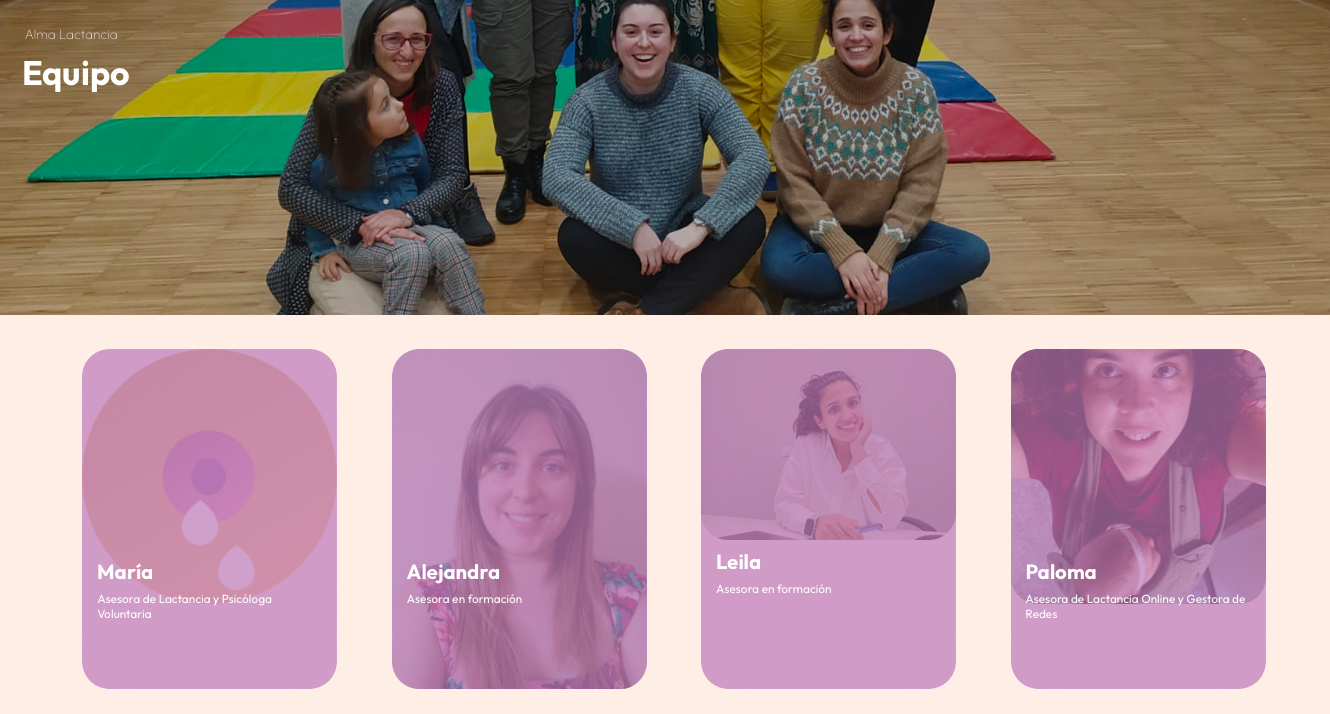 Alma Lactancia
Equipo
María
Asesora de Lactancia y Psicóloga
Voluntaria
Alejandra
Asesora en formación
Leila
Asesora en formación
Paloma
Asesora de Lactancia Online y Gestora de
Redes